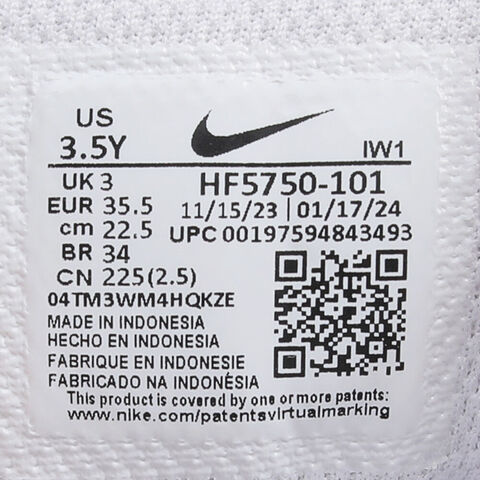 US
3.5Y
IW1
UK 3
HF5750-101
EUR 35.5
11/15/23 | 01/17/24
cm 22.5
UPC 00197594843493
BR 34
CN 225(2.5)
04TM3WM4HQKZE
MADE IN INDONESIA
HECHO EN INDONESIA
FABRIQUE EN INDONESIE
FABRICADO NA INDONÉSIA
This product is covered by one or more patents:
www.nike.com/patentsvirtualmarking